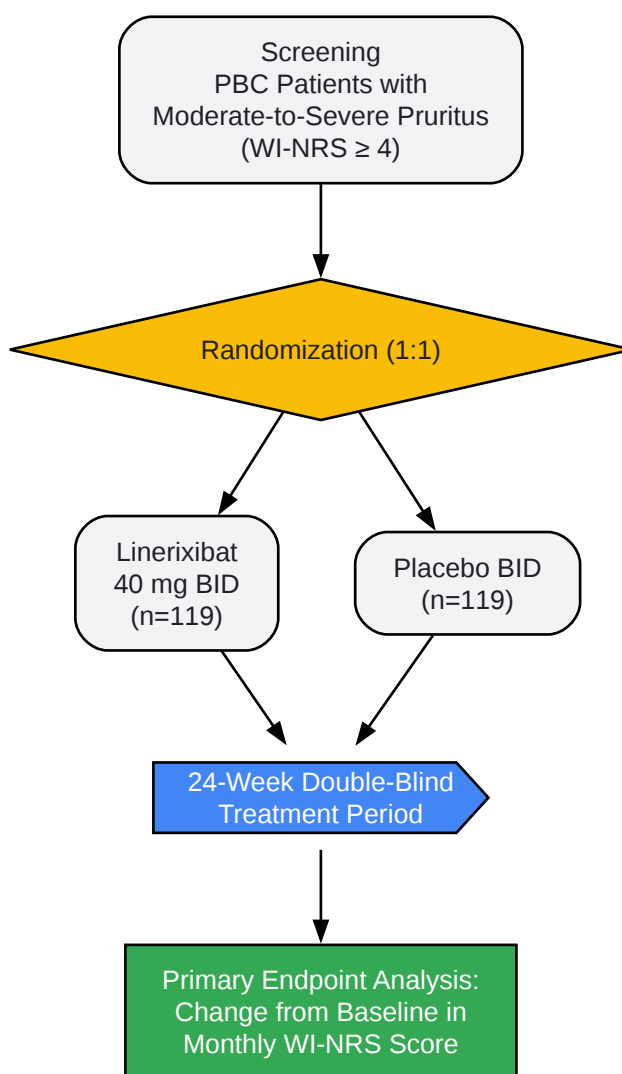 Screening
PBC Patients with
Moderate-to-Severe Pruritus
(WI-NRS ≥ 4)
Randomization (1:1)
Linerixibat
40 mg BID
(n=119)
Placebo BID
(n=119)
24-Week Double-Blind
Treatment Period
Primary Endpoint Analysis:
Change from Baseline in
Monthly WI-NRS Score